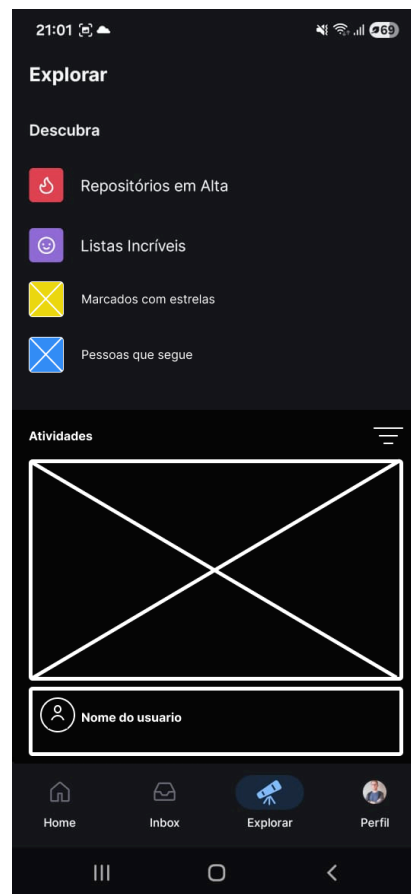 21:01
69
Explorar
Descubra
Repositórios em Alta
Listas Incríveis
Marcados com estrelas
Pessoas que segue
Atividades
Nome do usuario
Home Inbox Explorar Perfil